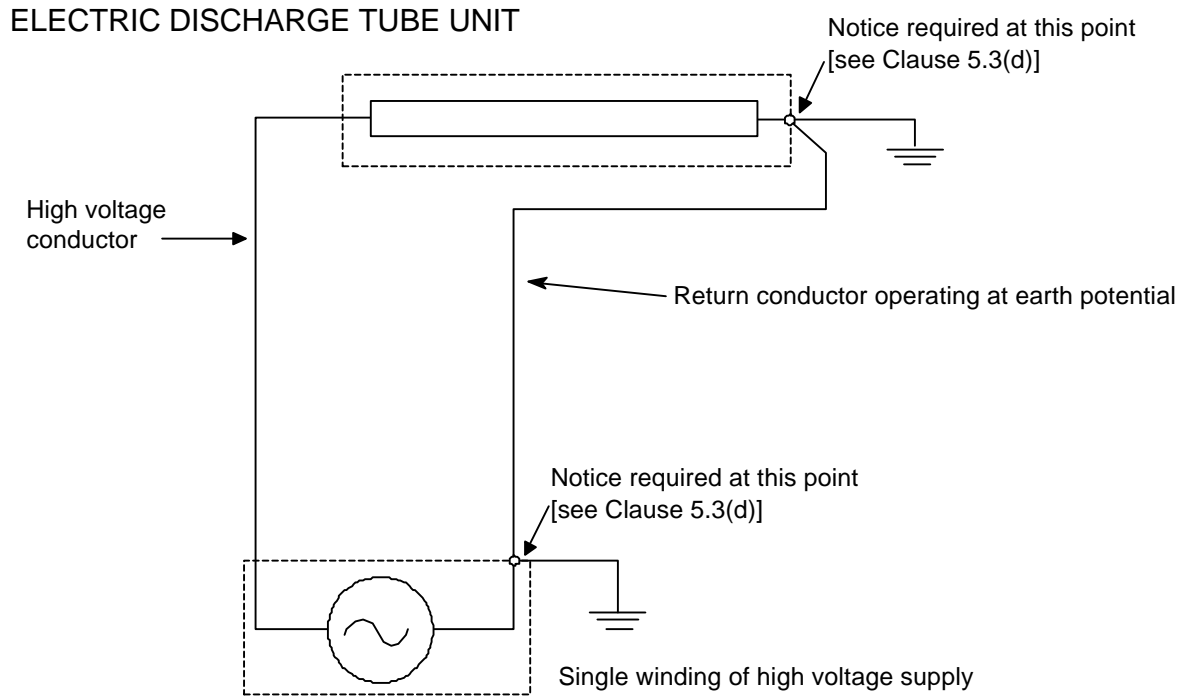 ELECTRIC DISCHARGE TUBE UNIT
Notice required at this point
[see Clause 5.3(d)]
High voltage
conductor
Return conductor operating at earth potential
Notice required at this point
[see Clause 5.3(d)]
Single winding of high voltage supply